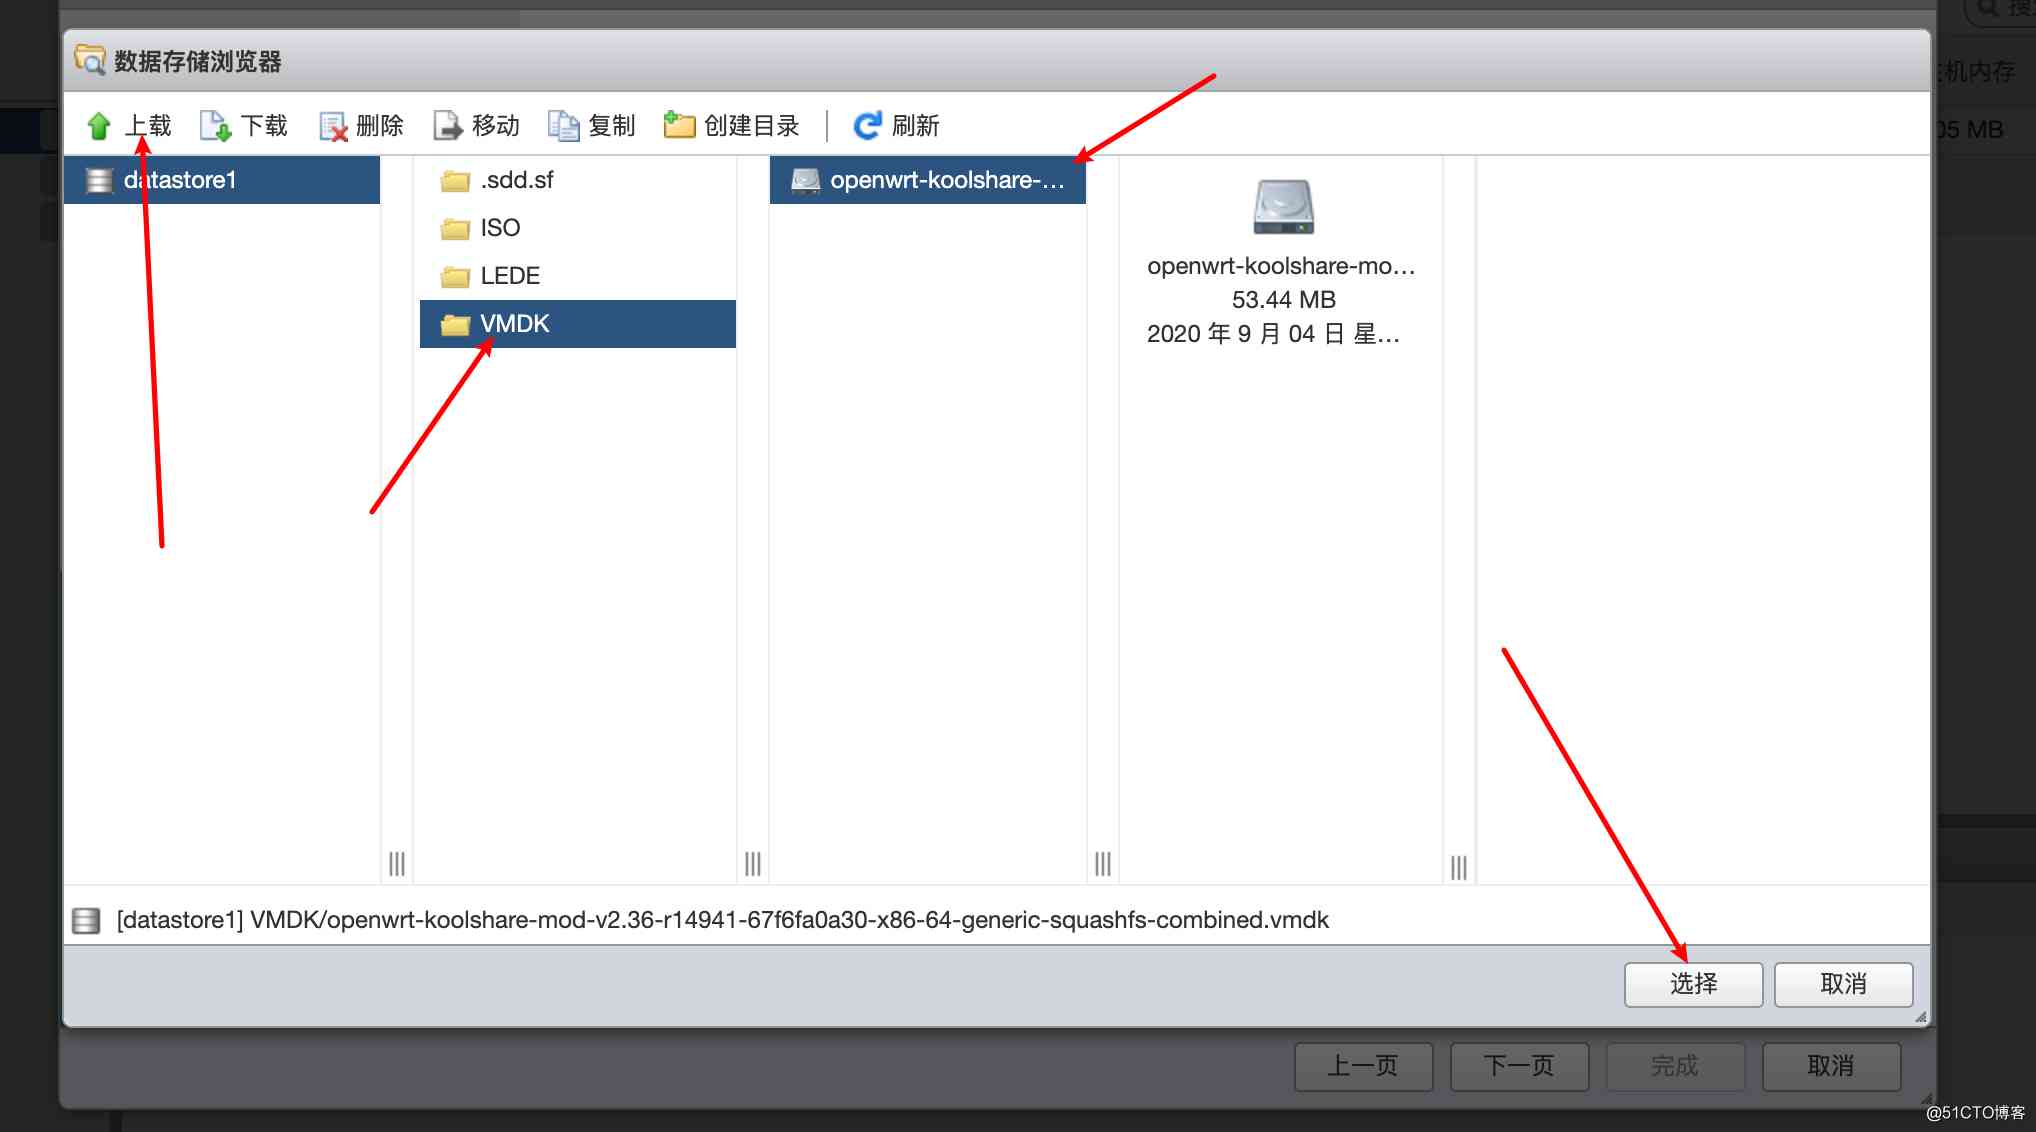 搜
数据存储浏览器
主机内存
上载 下载 删除 移动 复制 创建目录 刷新
05 MB
datastore1 .sdd.sf openwrt-koolshare-...
ISO
openwrt-koolshare-mo...
LEDE
53.44 MB
VMDK
2020 年 9 月 04 日 星...
[datastore1] VMDK/openwrt-koolshare-mod-v2.36-r14941-67f6fa0a30-x86-64-generic-squashfs-combined.vmdk
选择 取消
上一页 下一页 完成 取消
@51CTO博客